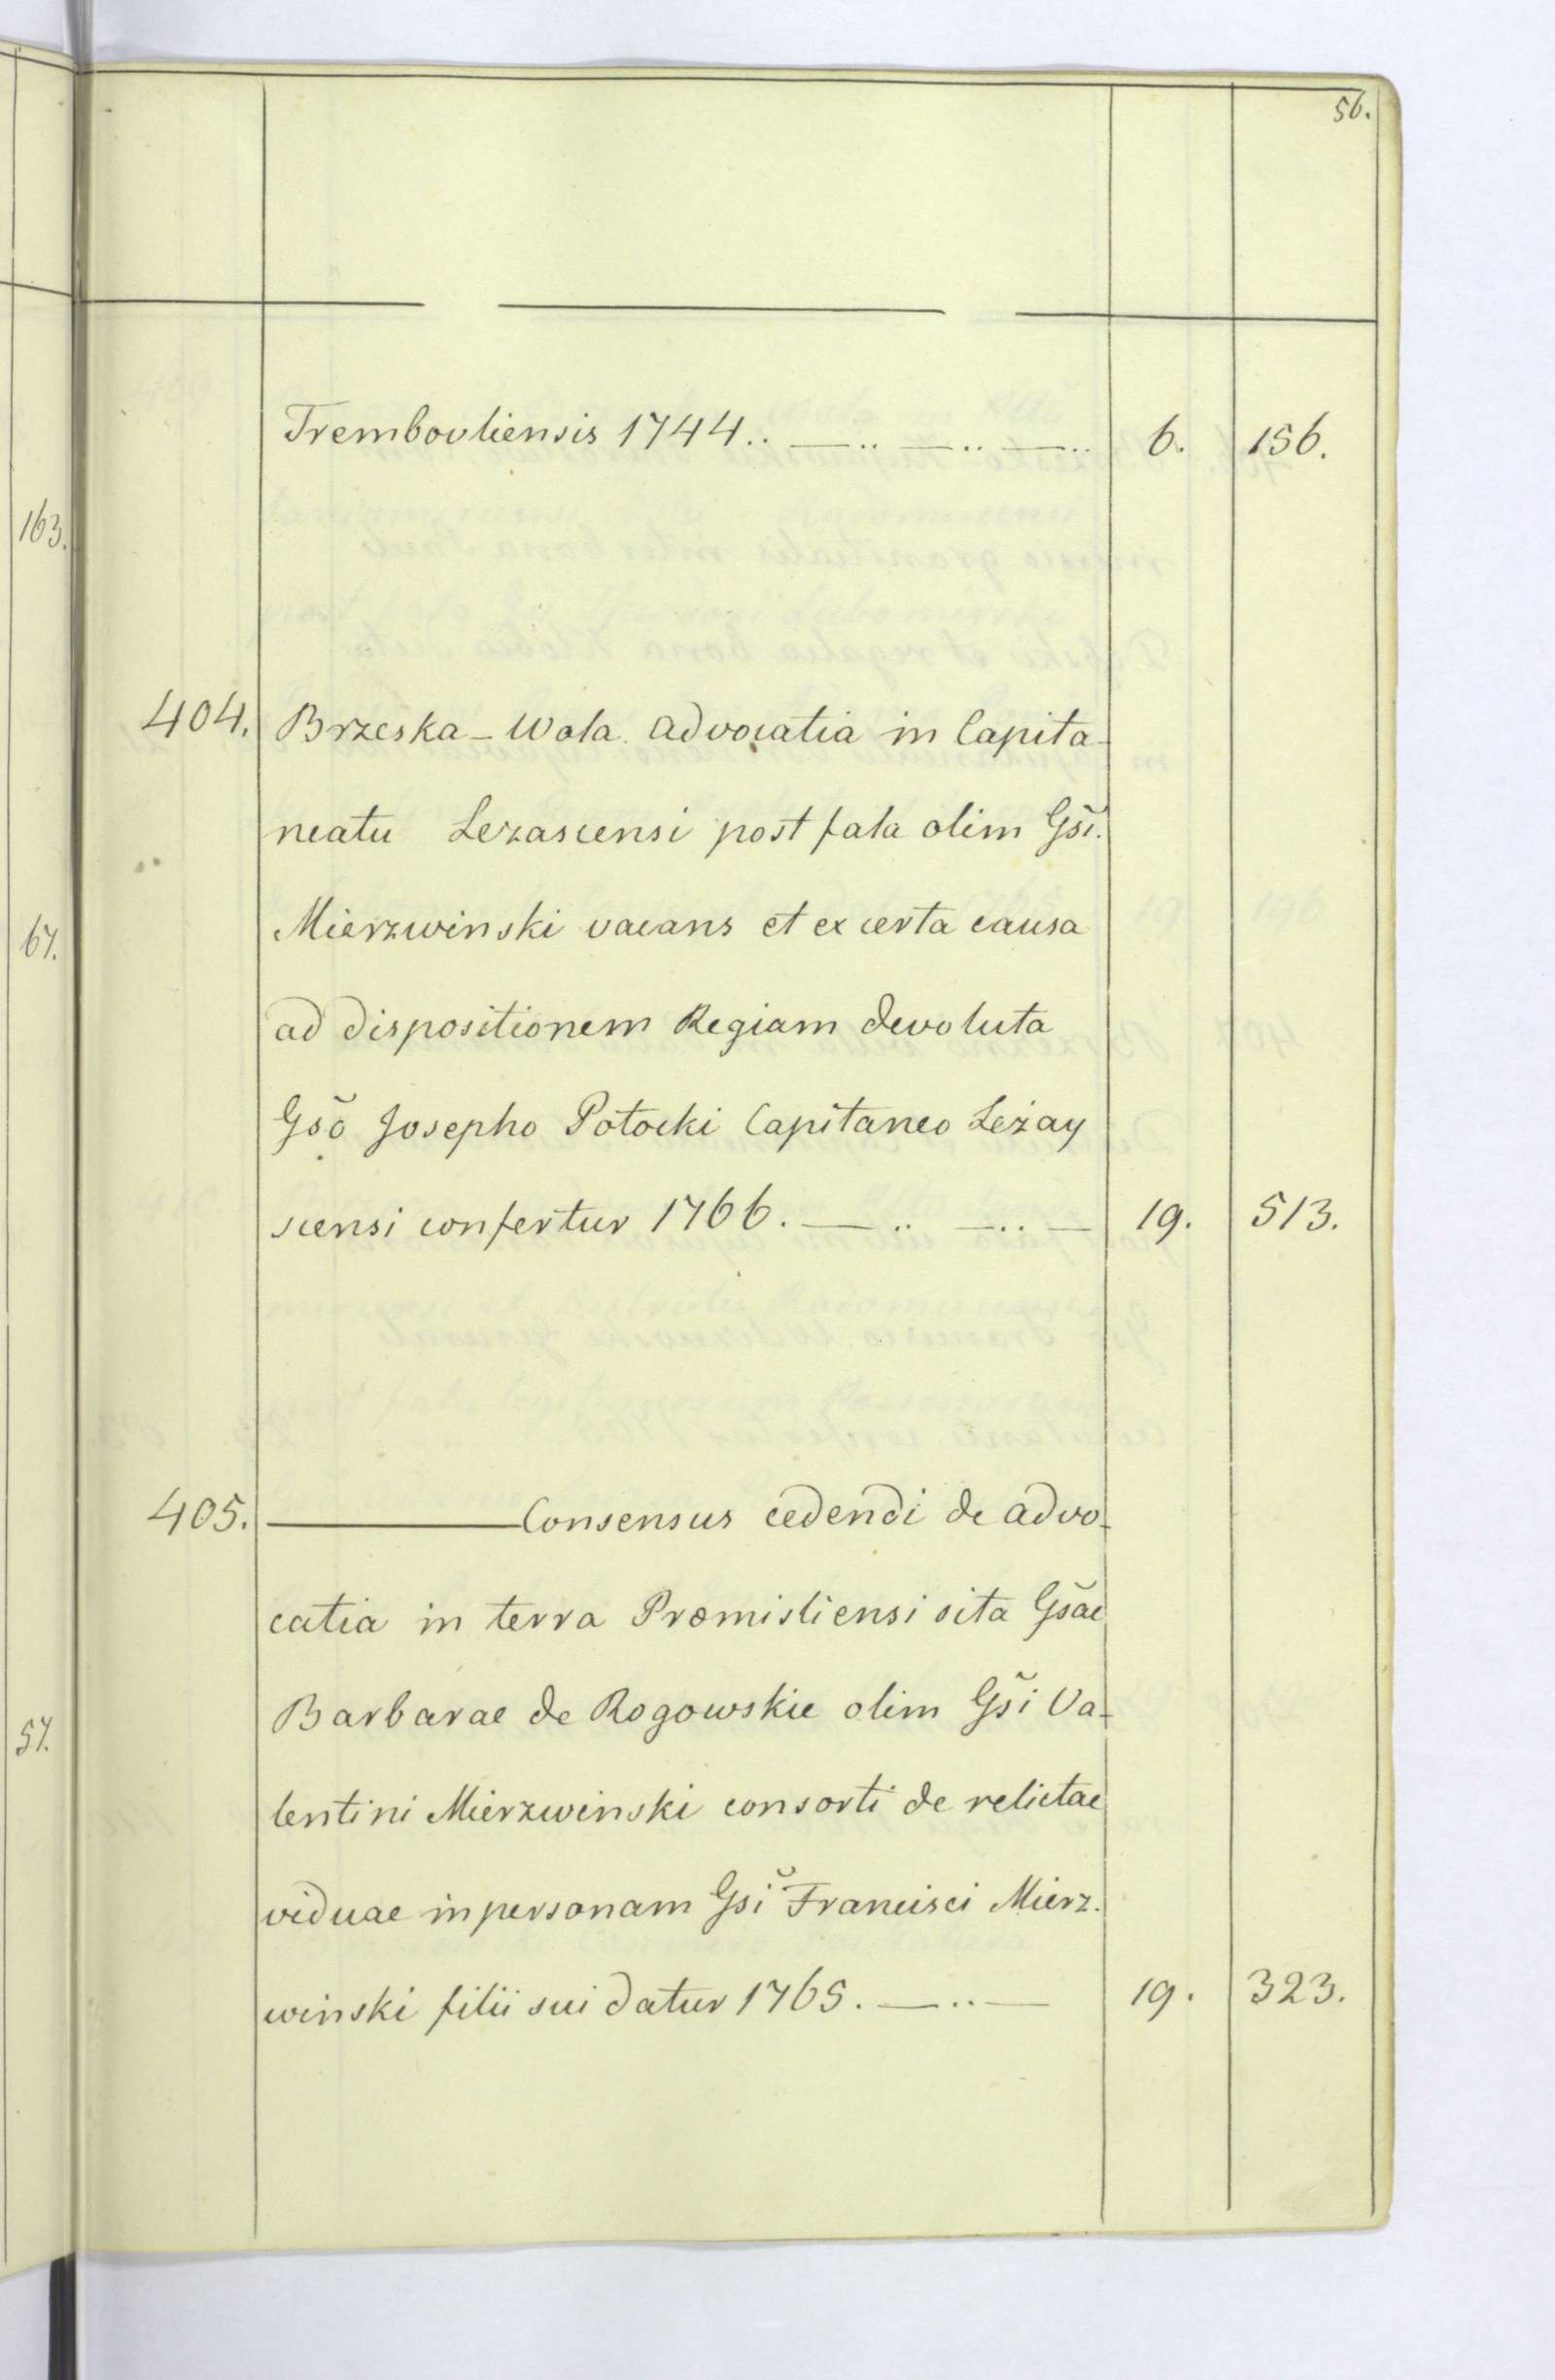 56.
Trembovliensis 1744.. —.. —.. —.. 6. 156.
163.
404. Brzeska-Wola. advocatia in Capita-
neatu Lezascensi post fata olim Gsi.
Mierzwinski vacans et ex certa causa
67.
ad dispositionem Regiam devoluta
Gso Josepho Potocki Capitaneo Leżay
scensi confertur 1766. — .. —.. — 19. 513.
405. ——— Consensus cedendi de advo-
catia in terra Premisliensi sita Gsae
Barbarae de Rogowskie olim Gsi Va-
57.
lentini Mierzwinski consorti de relictae
viduae in personam Gsi Francisci Mierz.
winski filii sui datur 1765. —..— 19. 323.